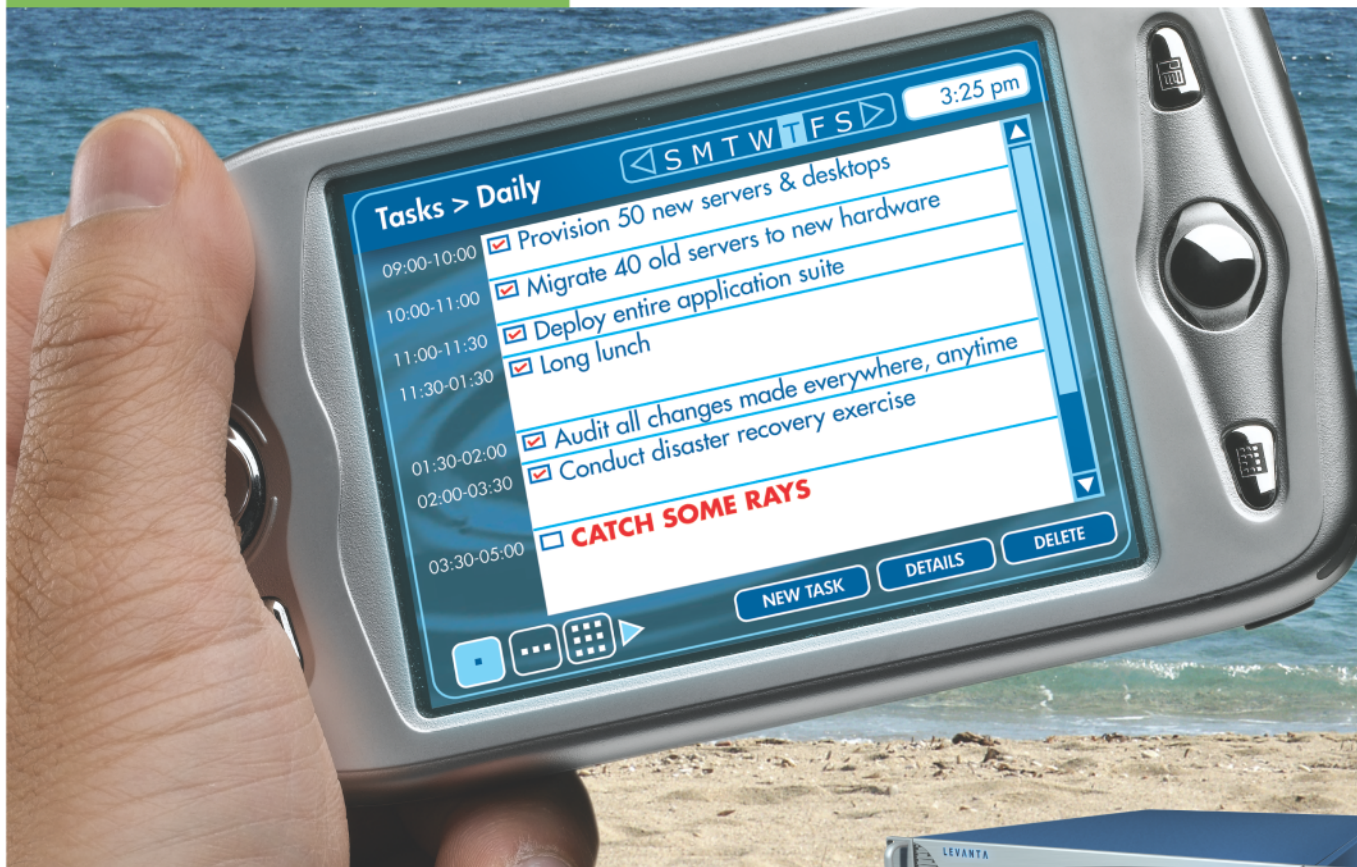 3:25 pm
S M T W T F S
Tasks > Daily
09:00-10:00 Provision 50 new servers & desktops
10:00-11:00 Migrate 40 old servers to new hardware
11:00-11:30 Deploy entire application suite
11:30-01:30 Long lunch
01:30-02:00 Audit all changes made everywhere, anytime
02:00-03:30 Conduct disaster recovery exercise
03:30-05:00 CATCH SOME RAYS
NEW TASK DETAILS DELETE
LEVANTA